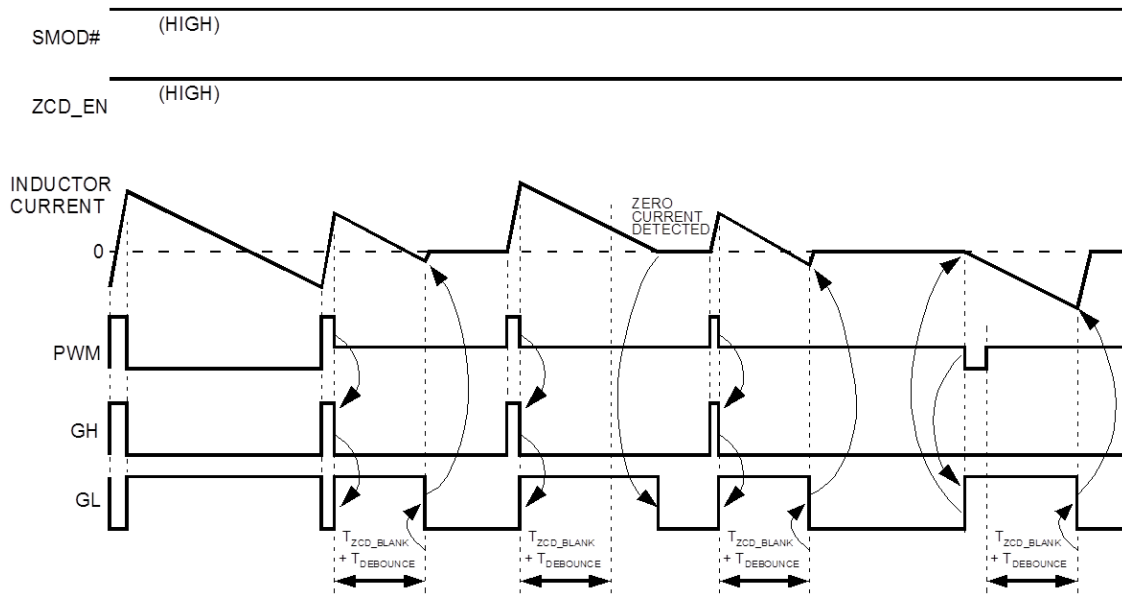 SMOD# (HIGH)
ZCD_EN (HIGH)
INDUCTOR
CURRENT
0
ZERO
CURRENT
DETECTED
PWM
GH
GL
TZCD_BLANK
+ TDEBOUNCE
TZCD_BLANK
+ TDEBOUNCE
TZCD_BLANK
+ TDEBOUNCE
TZCD_BLANK
+ TDEBOUNCE